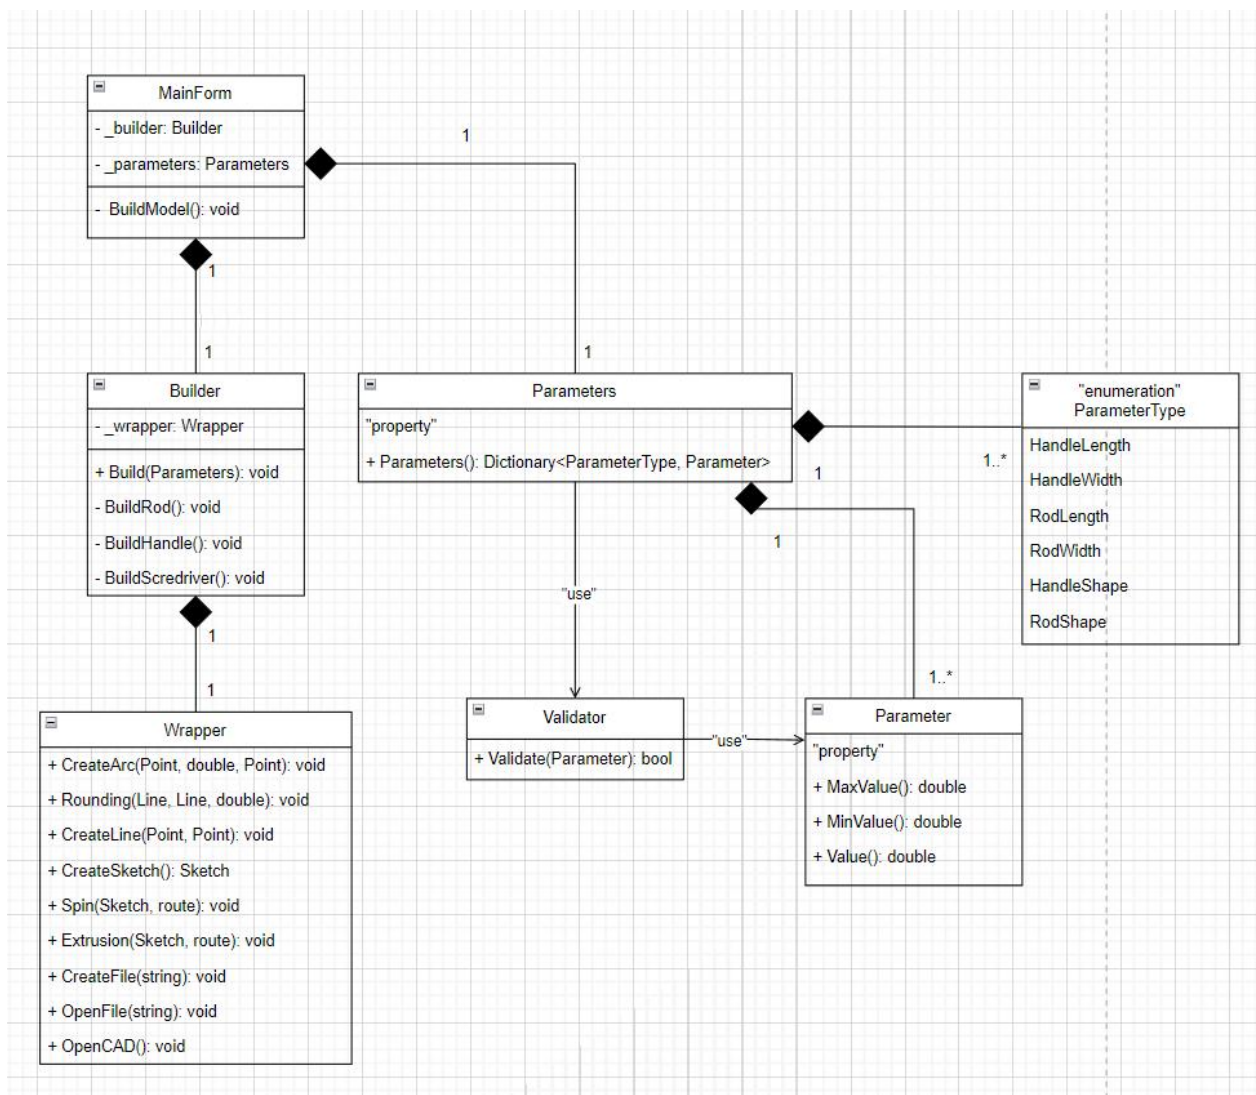 MainForm
- _builder: Builder
- _parameters: Parameters
- BuildModel(): void
1
1
1
1
Builder
- _wrapper: Wrapper
+ Build(Parameters): void
- BuildRod(): void
- BuildHandle(): void
- BuildScredriver(): void
Parameters
"property"
+ Parameters(): Dictionary<ParameterType, Parameter>
1
1..*
1
1..*
"enumeration"
ParameterType
HandleLength
HandleWidth
RodLength
RodWidth
HandleShape
RodShape
"use"
1
1
Wrapper
+ CreateArc(Point, double, Point): void
+ Rounding(Line, Line, double): void
+ CreateLine(Point, Point): void
+ CreateSketch(): Sketch
+ Spin(Sketch, route): void
+ Extrusion(Sketch, route): void
+ CreateFile(string): void
+ OpenFile(string): void
+ OpenCAD(): void
Validator
+ Validate(Parameter): bool
"use"
Parameter
"property"
+ MaxValue(): double
+ MinValue(): double
+ Value(): double